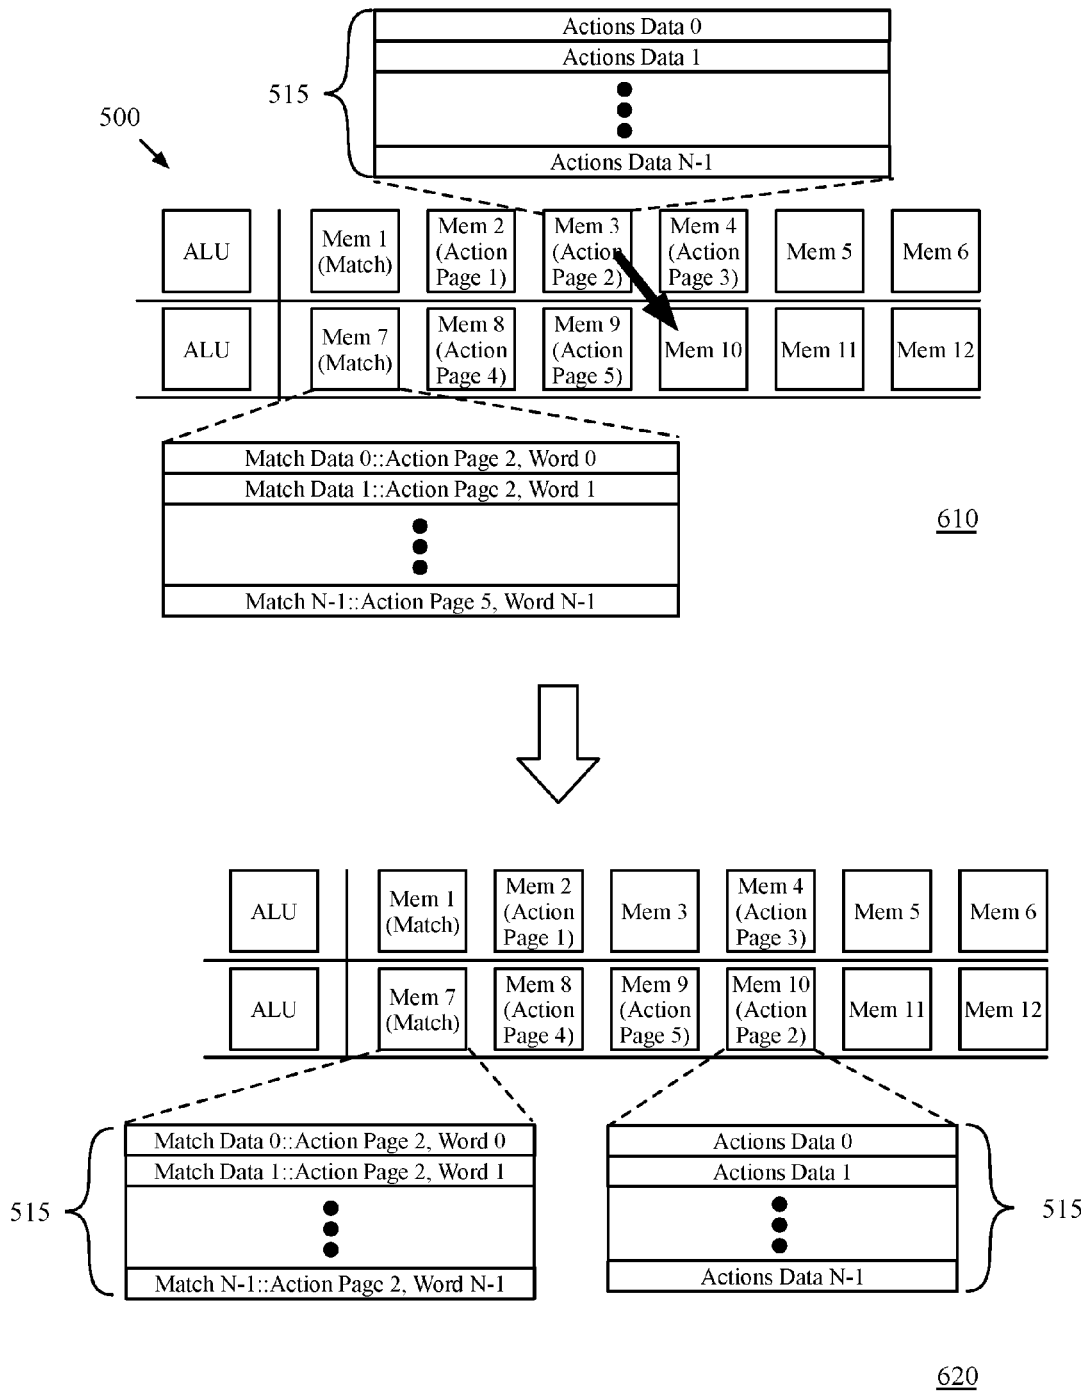 Actions Data 0
Actions Data 1
515
Actions Data N-1
500
ALU
Mem 1
(Match)
Mem 2
(Action
Page 1)
Mem 3
(Action
Page 2)
Mem 4
(Action
Page 3)
Mem 5
Mem 6
ALU
Mem 7
(Match)
Mem 8
(Action
Page 4)
Mem 9
(Action
Page 5)
Mem 10
Mem 11
Mem 12
Match Data 0::Action Page 2, Word 0
Match Data 1::Action Page 2, Word 1
Match N-1::Action Page 5, Word N-1
610
ALU
Mem 1
(Match)
Mem 2
(Action
Page 1)
Mem 3
Mem 4
(Action
Page 3)
Mem 5
Mem 6
ALU
Mem 7
(Match)
Mem 8
(Action
Page 4)
Mem 9
(Action
Page 5)
Mem 10
(Action
Page 2)
Mem 11
Mem 12
515
Match Data 0::Action Page 2, Word 0
Match Data 1::Action Page 2, Word 1
Match N-1::Action Page 2, Word N-1
Actions Data 0
Actions Data 1
Actions Data N-1
515
620